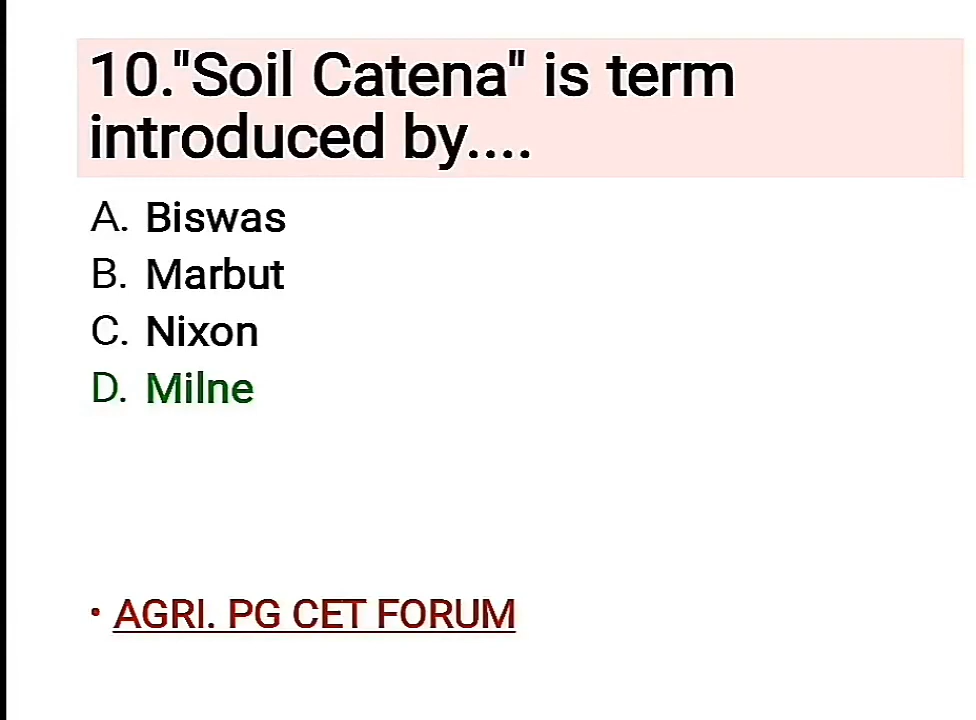 10."Soil Catena" is term
introduced by....
A. Biswas
B. Marbut
C. Nixon
D. Milne
• AGRI. PG CET FORUM